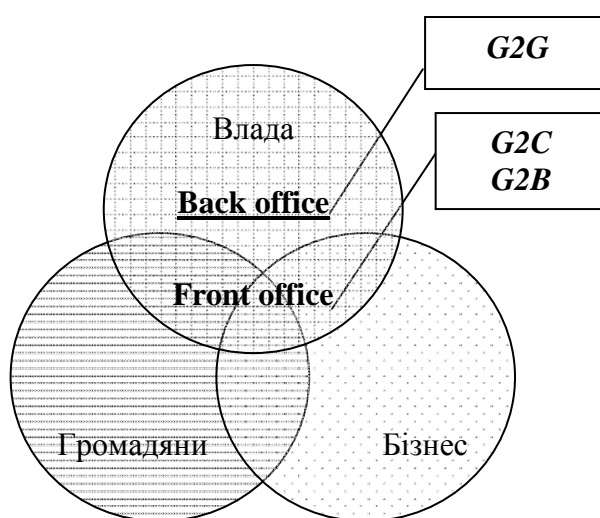 G2G
Влада
G2C
G2B
Back office
Front office
Громадяни
Бізнес